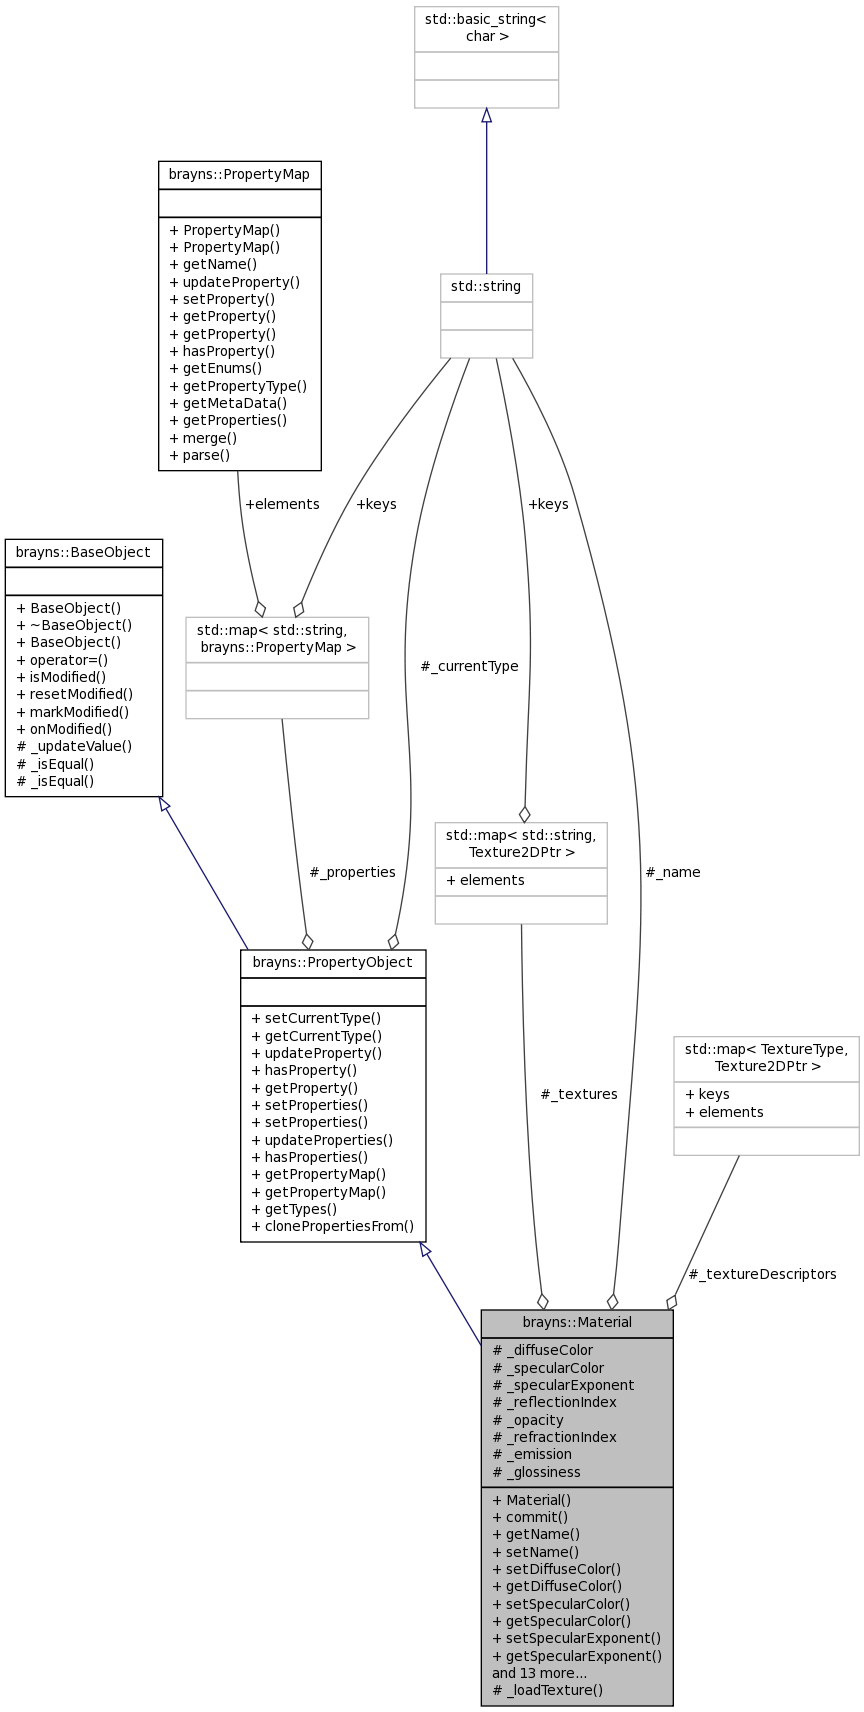 std::basic_string<
char >
brayns::PropertyMap
+ PropertyMap()
+ PropertyMap()
+ getName()
+ updateProperty()
+ setProperty()
+ getProperty()
+ getProperty()
+ hasProperty()
+ getEnums()
+ getPropertyType()
+ getMetaData()
+ getProperties()
+ merge()
+ parse()
std::string
+elements
+keys
+keys
brayns::BaseObject
+ BaseObject()
+ ~BaseObject()
+ BaseObject()
+ operator=()
+ isModified()
+ resetModified()
+ markModified()
+ onModified()
# _updateValue()
# _isEqual()
# _isEqual()
std::map< std::string,
brayns::PropertyMap >
#_currentType
std::map< std::string,
Texture2DPtr >
+ elements
#_properties
#_name
brayns::PropertyObject
+ setCurrentType()
+ getCurrentType()
+ updateProperty()
+ hasProperty()
+ getProperty()
+ setProperties()
+ setProperties()
+ updateProperties()
+ hasProperties()
+ getPropertyMap()
+ getPropertyMap()
+ getTypes()
+ clonePropertiesFrom()
std::map< TextureType,
Texture2DPtr >
+ keys
+ elements
#_textures
#_textureDescriptors
brayns::Material
# _diffuseColor
# _specularColor
# _specularExponent
# _reflectionIndex
# _opacity
# _refractionIndex
# _emission
# _glossiness
+ Material()
+ commit()
+ getName()
+ setName()
+ setDiffuseColor()
+ getDiffuseColor()
+ setSpecularColor()
+ getSpecularColor()
+ setSpecularExponent()
+ getSpecularExponent()
and 13 more...
# _loadTexture()